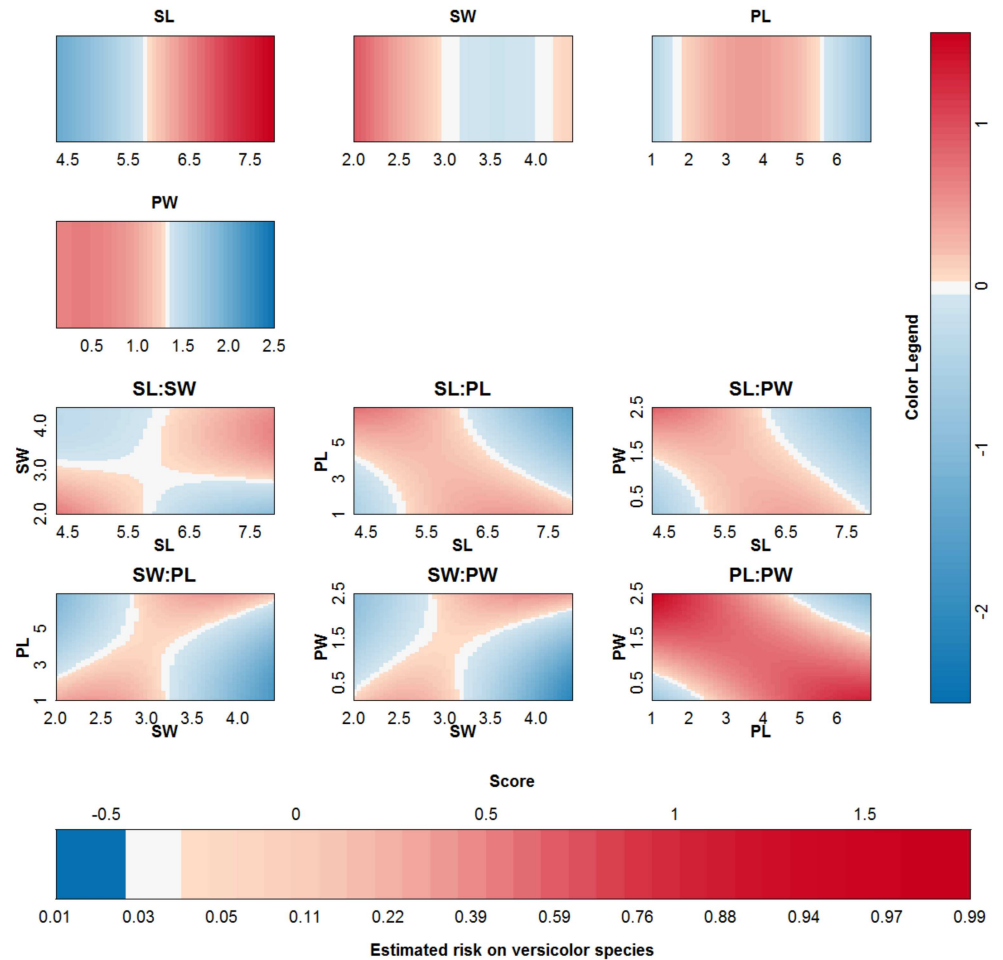 SL SW PL
4.5 5.5 6.5 7.5 2.0 2.5 3.0 3.5 4.0 1 2 3 4 5 6
PW
0.5 1.0 1.5 2.0 2.5
1 0 -1 -2
Color Legend
SL:SW SL:PL SL:PW
SW 2.0 3.0 4.0 PL 1 3 5 PW 0.5 1.5 2.5
4.5 5.5 6.5 7.5 4.5 5.5 6.5 7.5 4.5 5.5 6.5 7.5
SL SL SL
SW:PL SW:PW PL:PW
PL 1 3 5 PW 0.5 1.5 2.5 PW 0.5 1.5 2.5
2.0 2.5 3.0 3.5 4.0 2.0 2.5 3.0 3.5 4.0 1 2 3 4 5 6
SW SW PL
Score
-0.5 0 0.5 1 1.5
0.01 0.03 0.05 0.11 0.22 0.39 0.59 0.76 0.88 0.94 0.97 0.99
Estimated risk on versicolor species